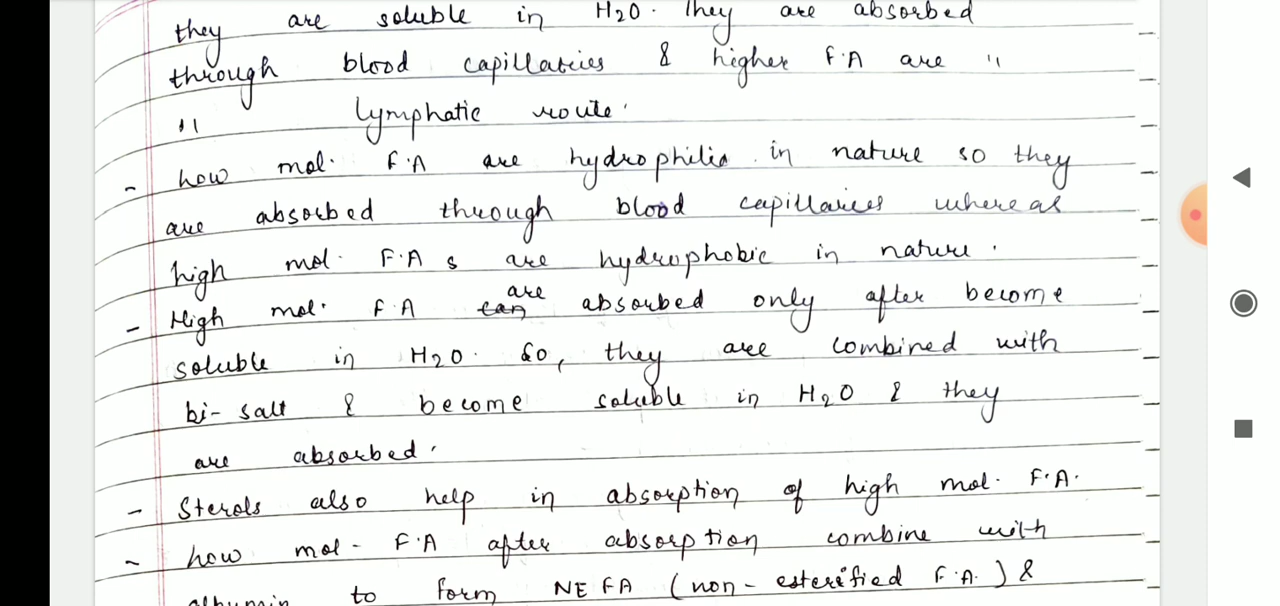 they are soluble in H2O. They are absorbed
through blood capillaries & higher F.A are "
" lymphatic route.
- how mol. F.A are hydrophilic in nature so they
are absorbed through blood capillaries whereas
high mol. F.A s are hydrophobic in nature.
- High mol. F.A can are absorbed only after become
soluble in H2O. So, they are combined with
bi-salt & become soluble in H2O & they
are absorbed.
- Sterols also help in absorption of high mol. F.A.
- how mol- F.A after absorption combine with
albumin to form NEFA (non-esterified F.A.) &